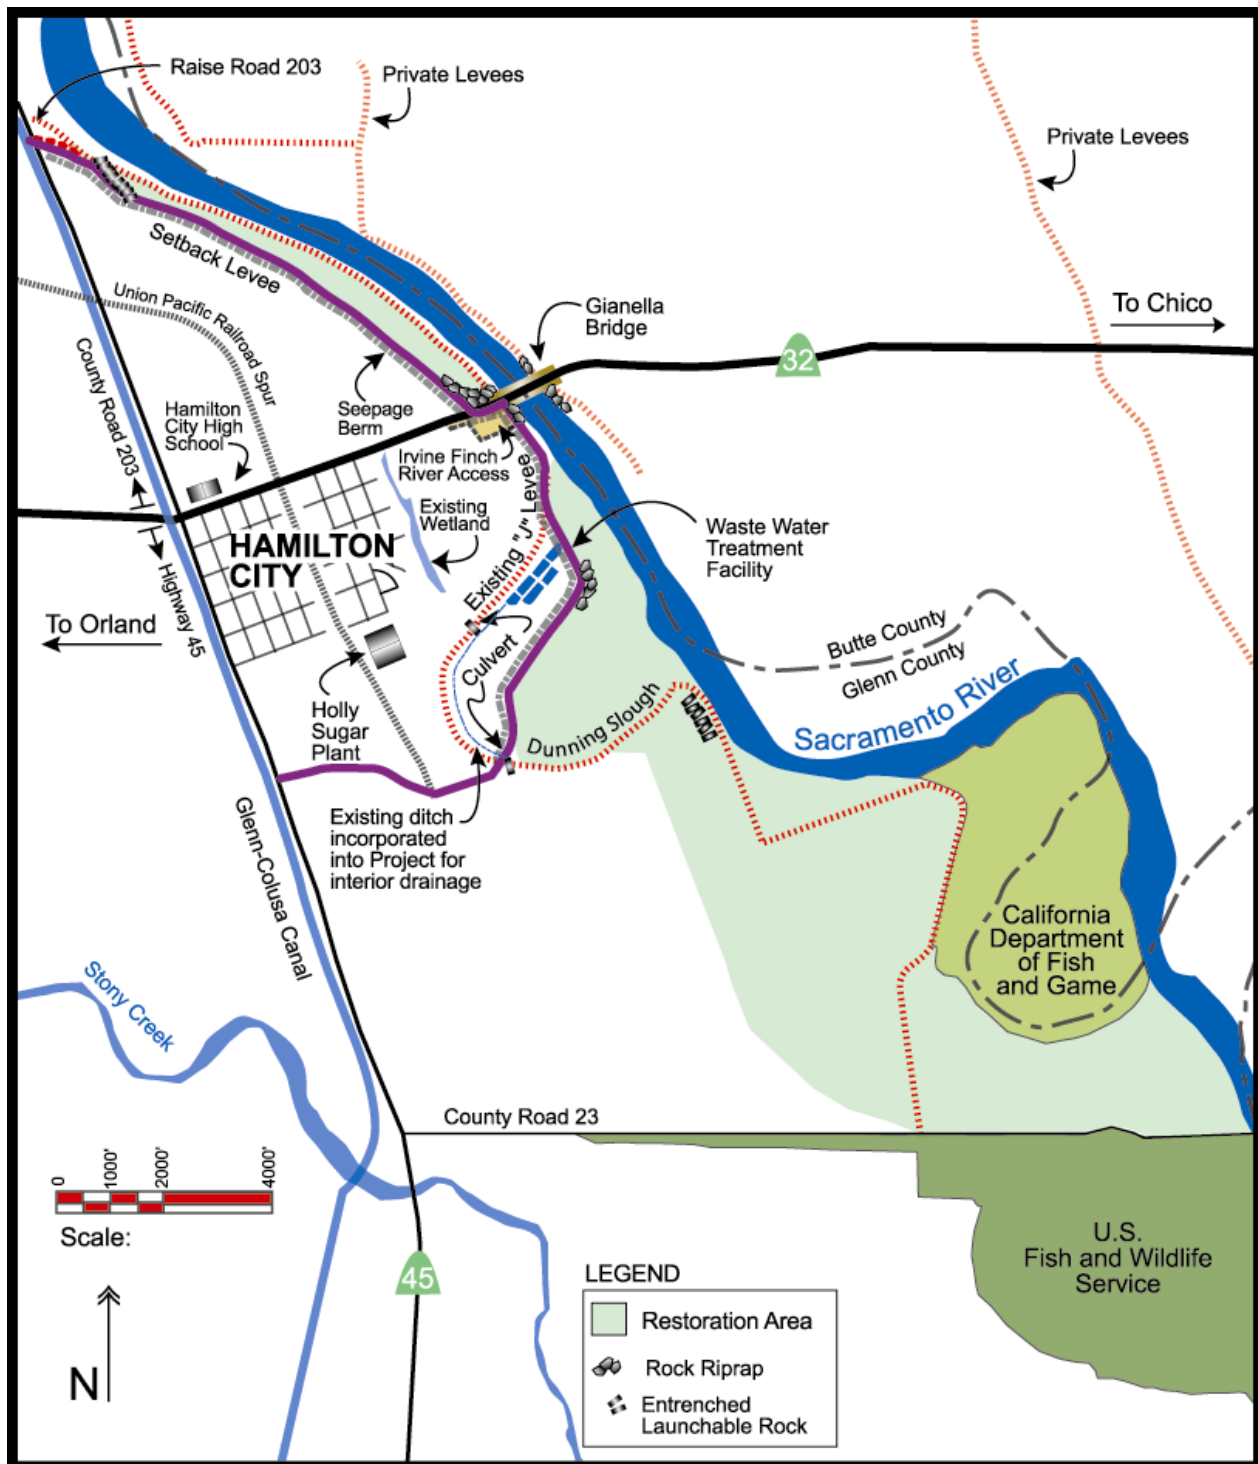 Raise Road 203
Private Levees
Private Levees
Setback Levee
Union Pacific Railroad Spur
Gianella
Bridge
To Chico
32
County Road 203
Hamilton
City High
School
Seepage
Berm
Irvine Finch
River Access
Existing
Wetland
Existing "J" Levee
Waste Water
Treatment
Facility
HAMILTON
CITY
Highway 45
To Orland
Culvert
Butte County
Glenn County
Sacramento River
Holly
Sugar
Plant
Dunning Slough
Existing ditch
incorporated
into Project for
interior drainage
Glenn-Colusa Canal
California
Department
of Fish
and Game
Stony Creek
County Road 23
0
1000'
2000'
4000'
Scale:
45
U.S.
Fish and Wildlife
Service
N
LEGEND
Restoration Area
Rock Riprap
Entrenched
Launchable Rock